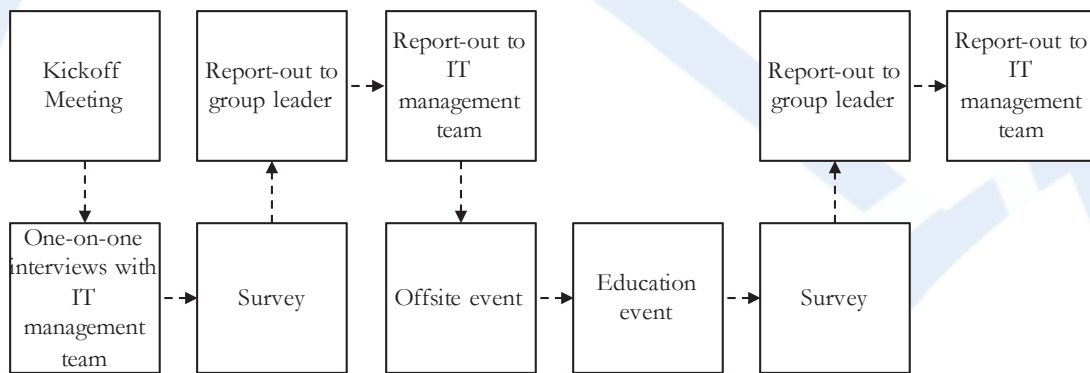 Kickoff
Meeting
Report-out to
group leader
Report-out to
IT
management
team
Report-out to
group leader
Report-out to
IT
management
team
One-on-one
interviews with
IT
management
team
Survey
Offsite event
Education
event
Survey